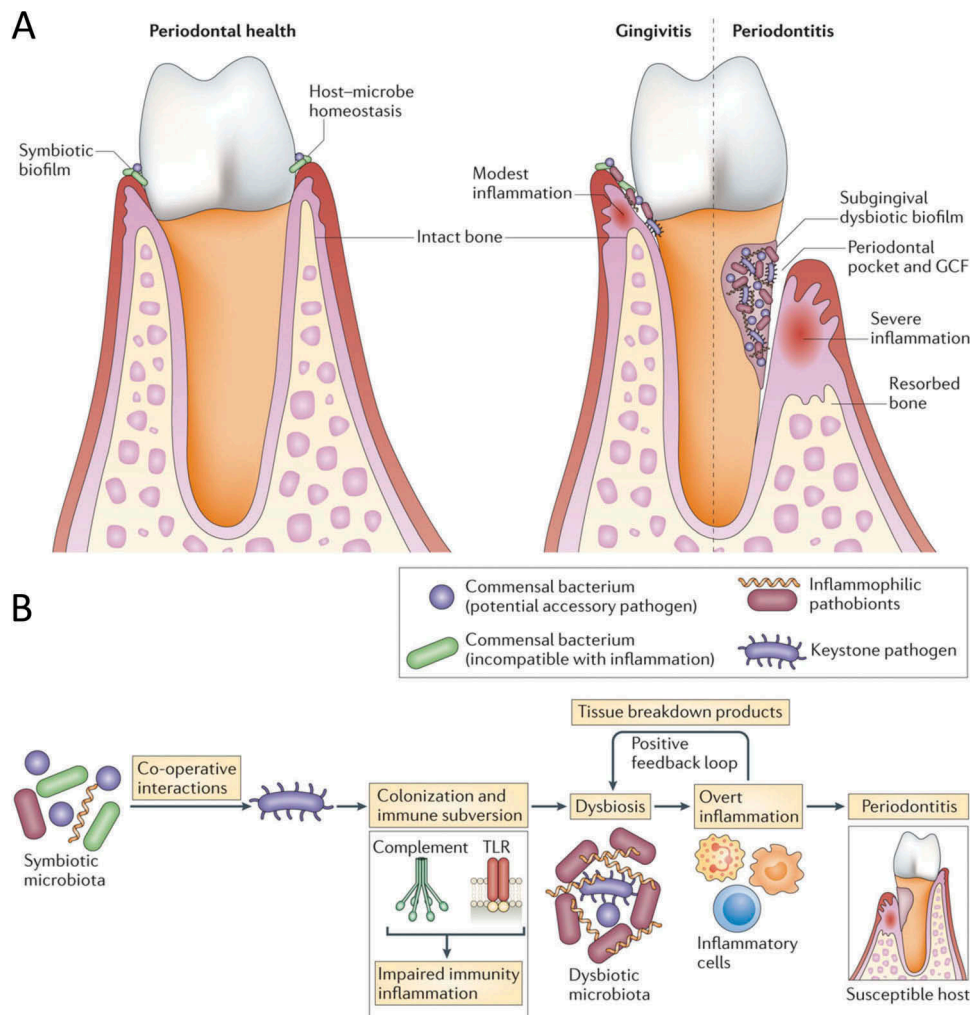 A
Periodontal health
Gingivitis
Periodontitis
Host–microbe
homeostasis
Symbiotic
biofilm
Intact bone
Modest
inflammation
Subgingival
dysbiotic biofilm
Periodontal
pocket and GCF
Severe
inflammation
Resorbed
bone
B
Commensal bacterium
(potential accessory pathogen)
Inflammophilic
pathobionts
Commensal bacterium
(incompatible with inflammation)
Keystone pathogen
Tissue breakdown products
Positive
feedback loop
Co-operative
interactions
Colonization and
immune subversion
Dysbiosis
Overt
inflammation
Periodontitis
Symbiotic
microbiota
Complement
TLR
Impaired immunity
inflammation
Dysbiotic
microbiota
Inflammatory
cells
Susceptible host